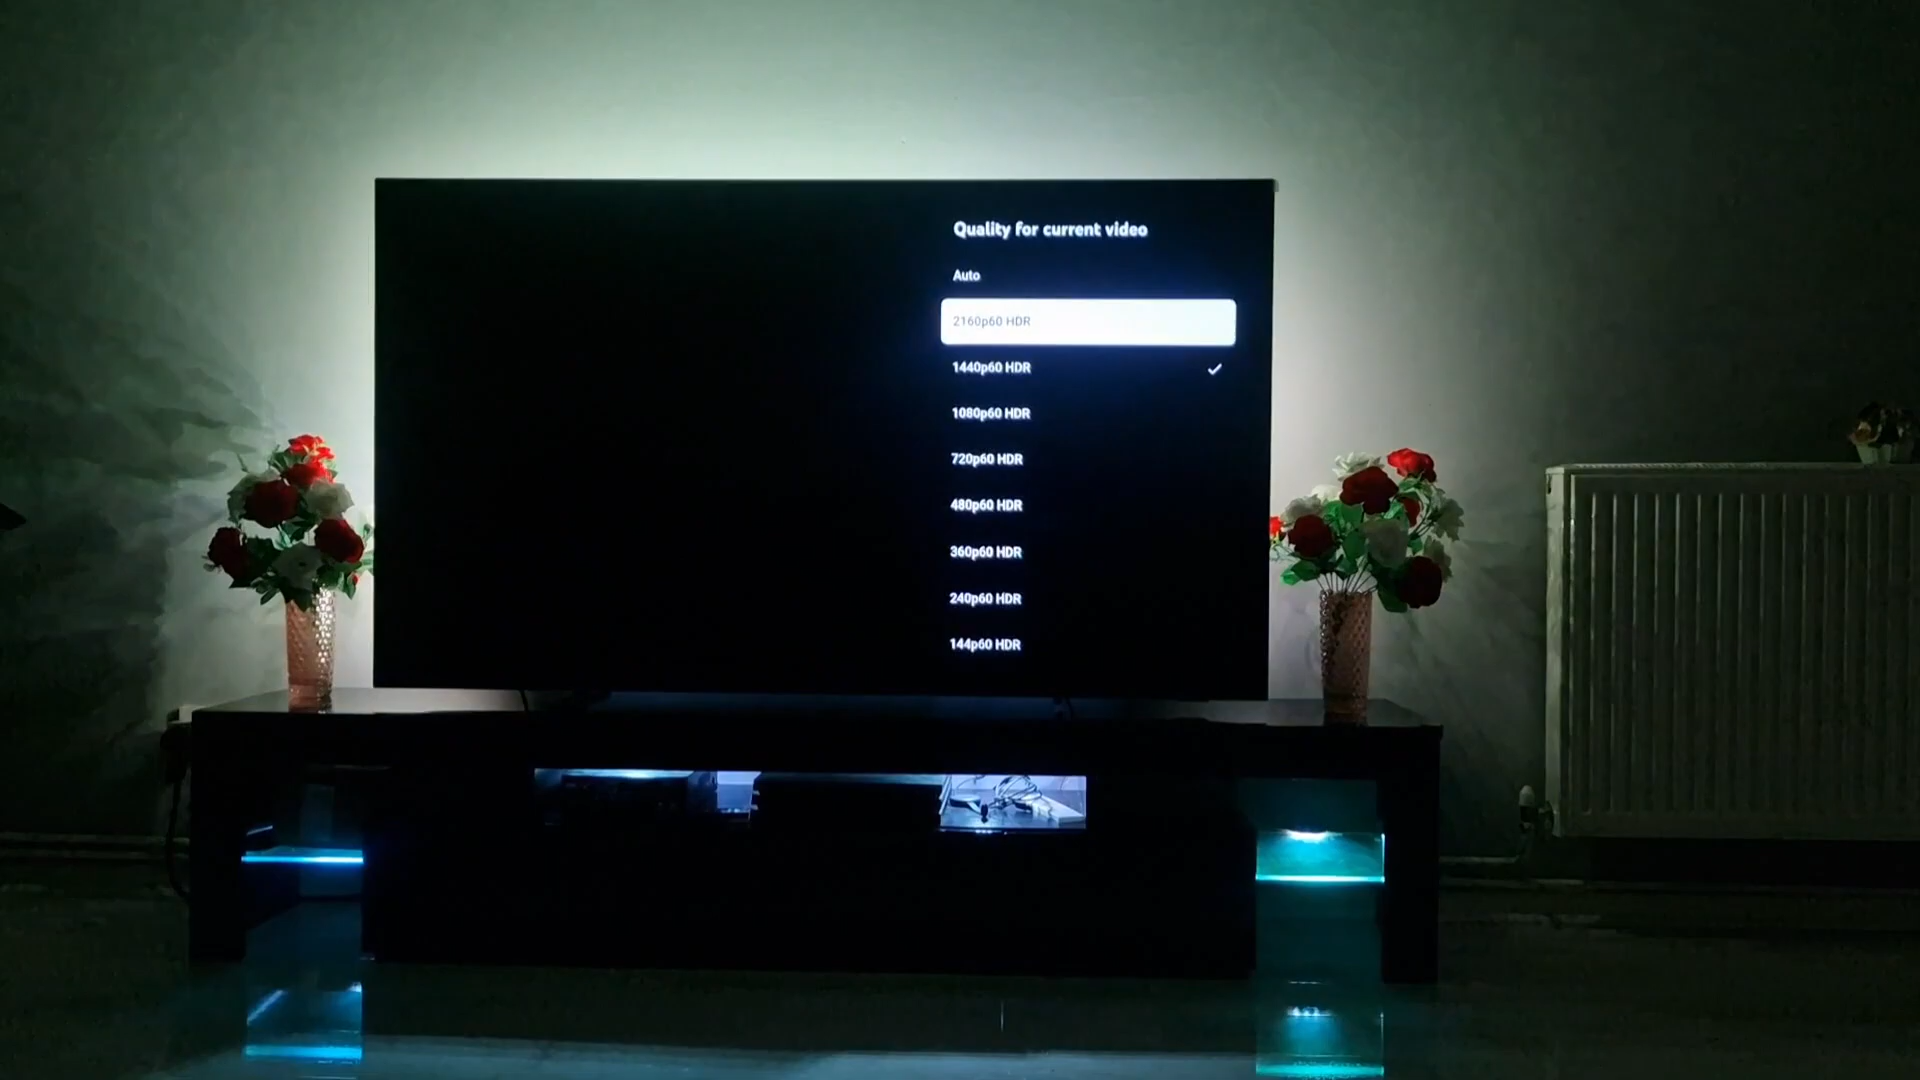 Quality for current video
Auto
2160p60 HDR
1440p60 HDR
1080p60 HDR
720p60 HDR
480p60 HDR
360p60 HDR
240p60 HDR
144p60 HDR